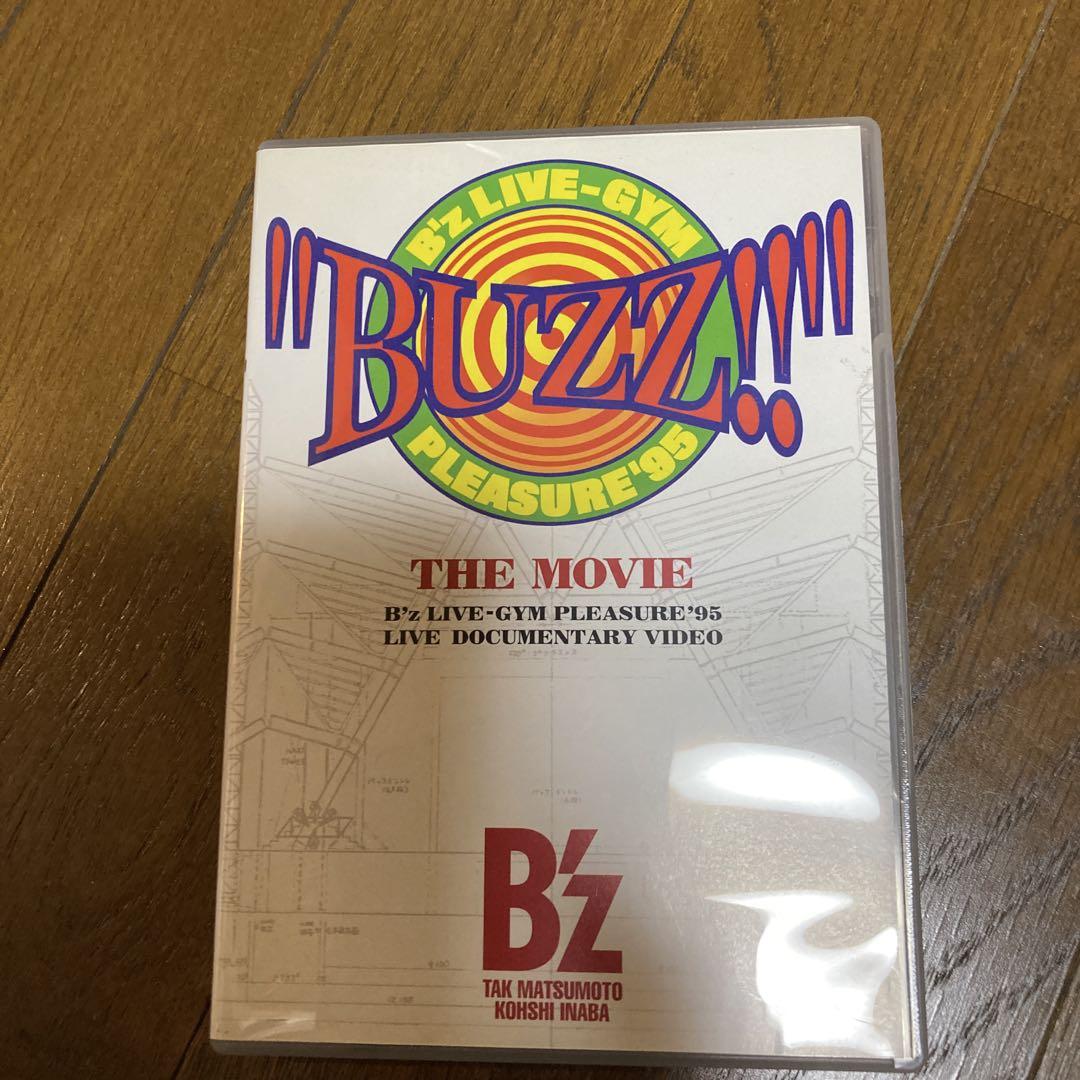 B'z LIVE-GYM
"BUZZ!!"
PLEASURE'95
THE MOVIE
B'z LIVE-GYM PLEASURE'95
LIVE DOCUMENTARY VIDEO
B'z
TAK MATSUMOTO
KOHSHI INABA